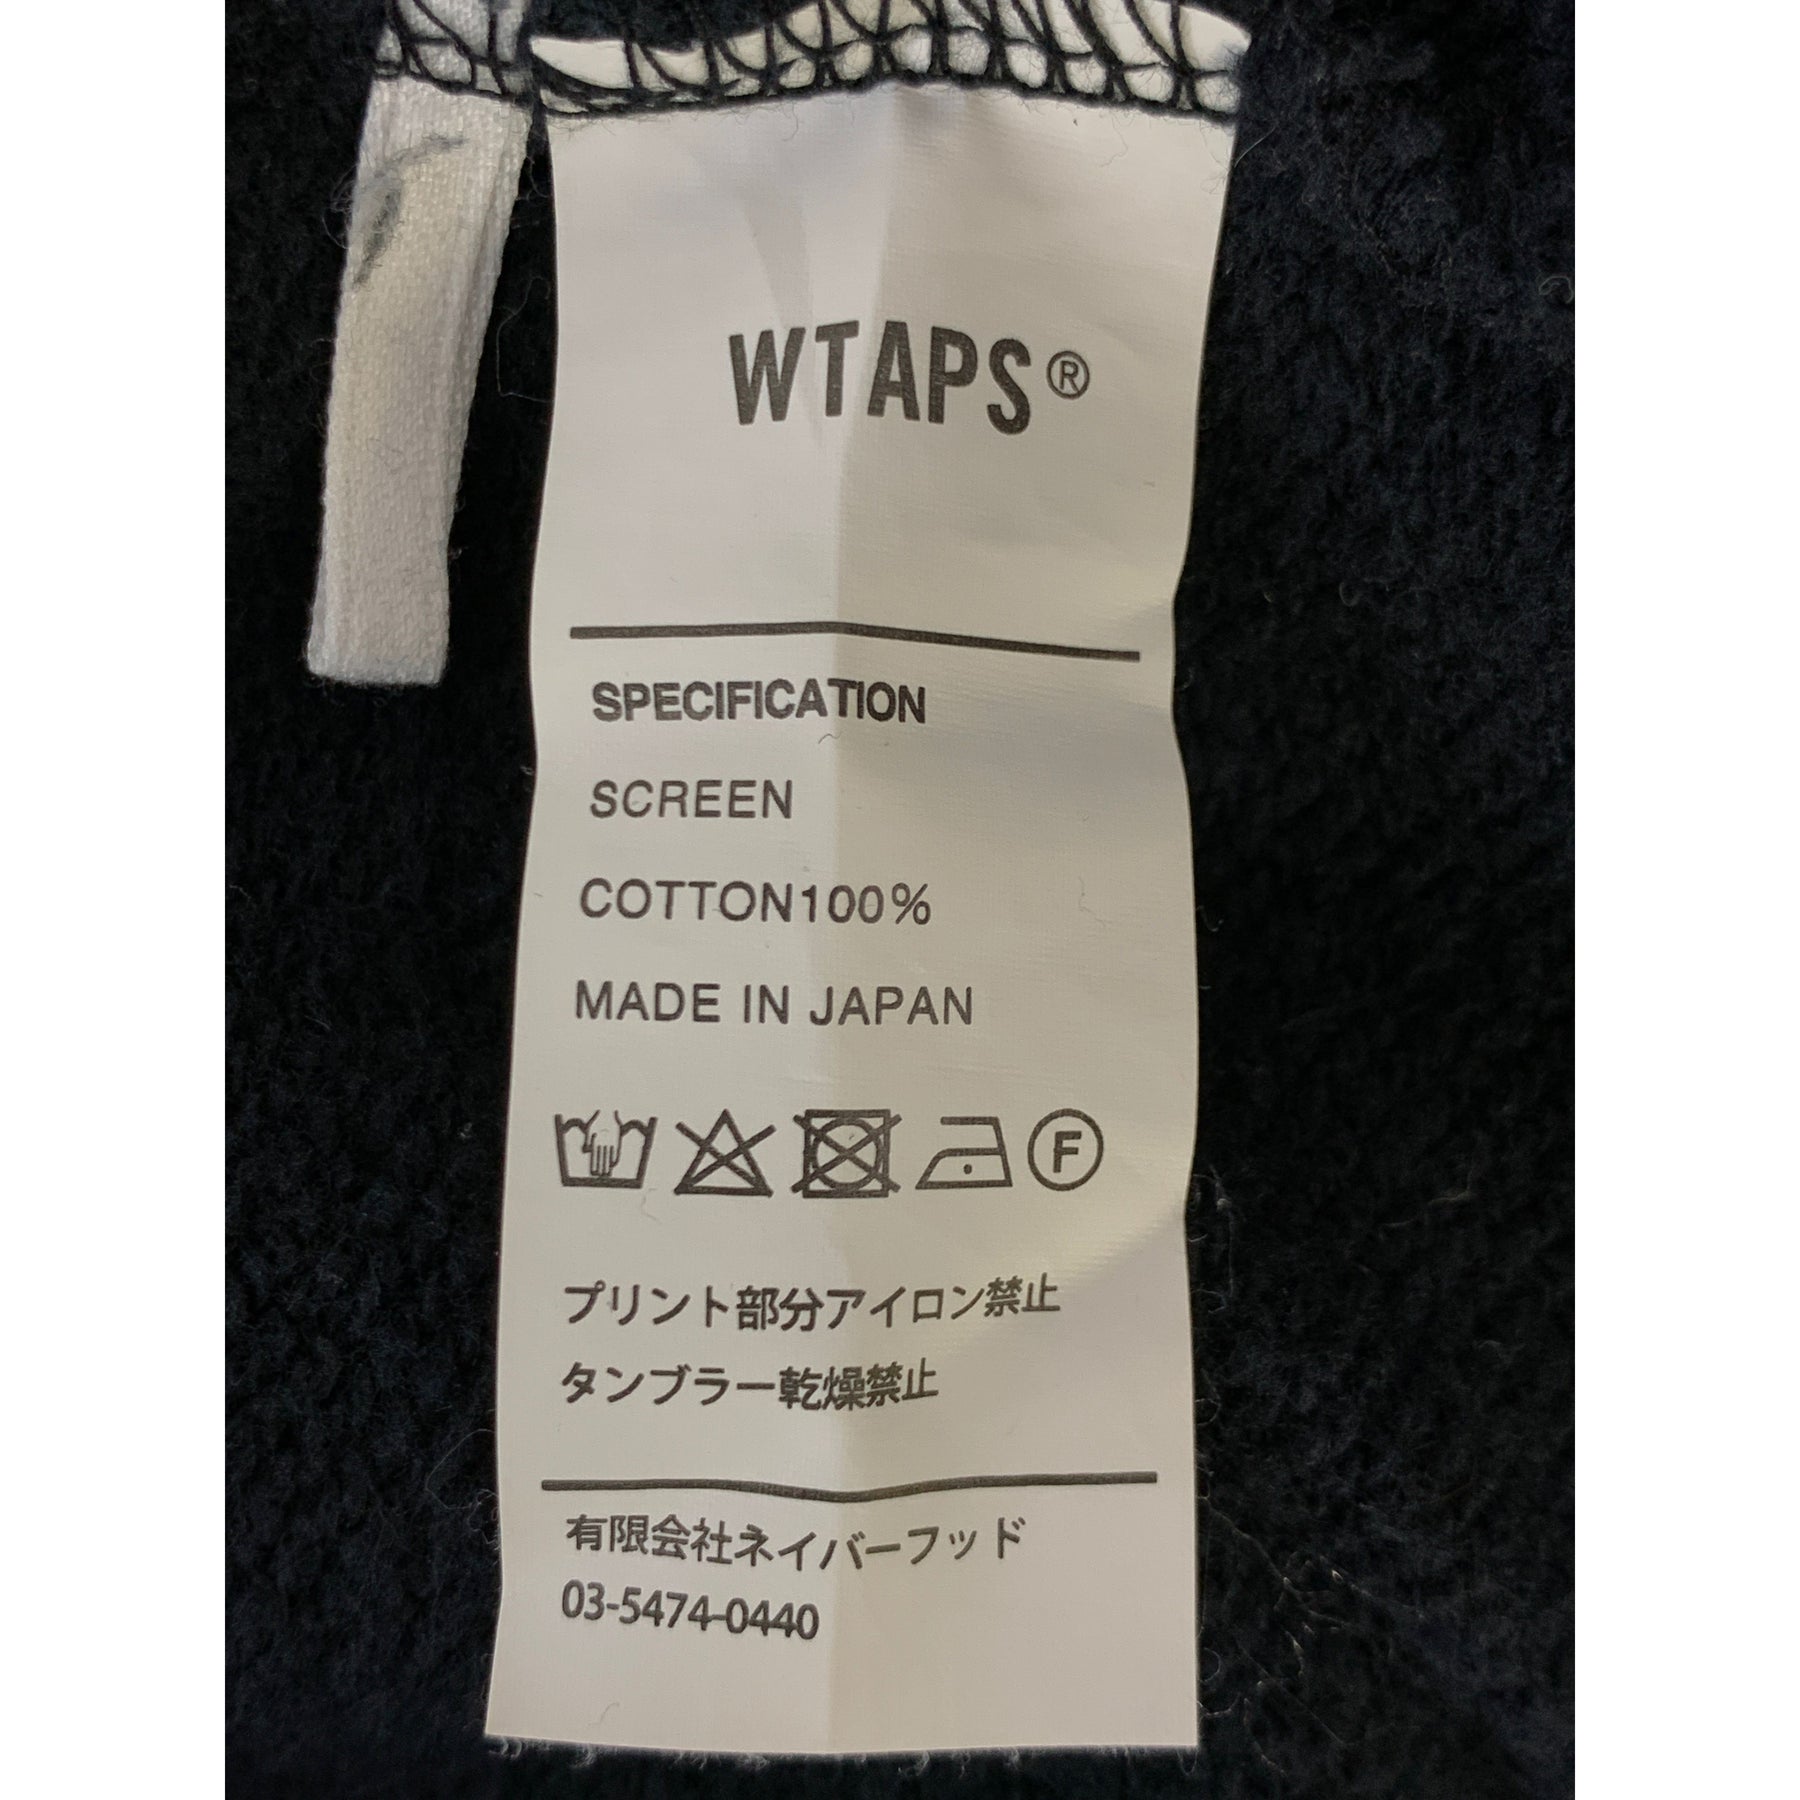 WTAPS®
SPECIFICATION
SCREEN
COTTON100%
MADE IN JAPAN
F
プリント部分アイロン禁止
タンブラー乾燥禁止
有限会社ネイバーフッド
03-5474-0440